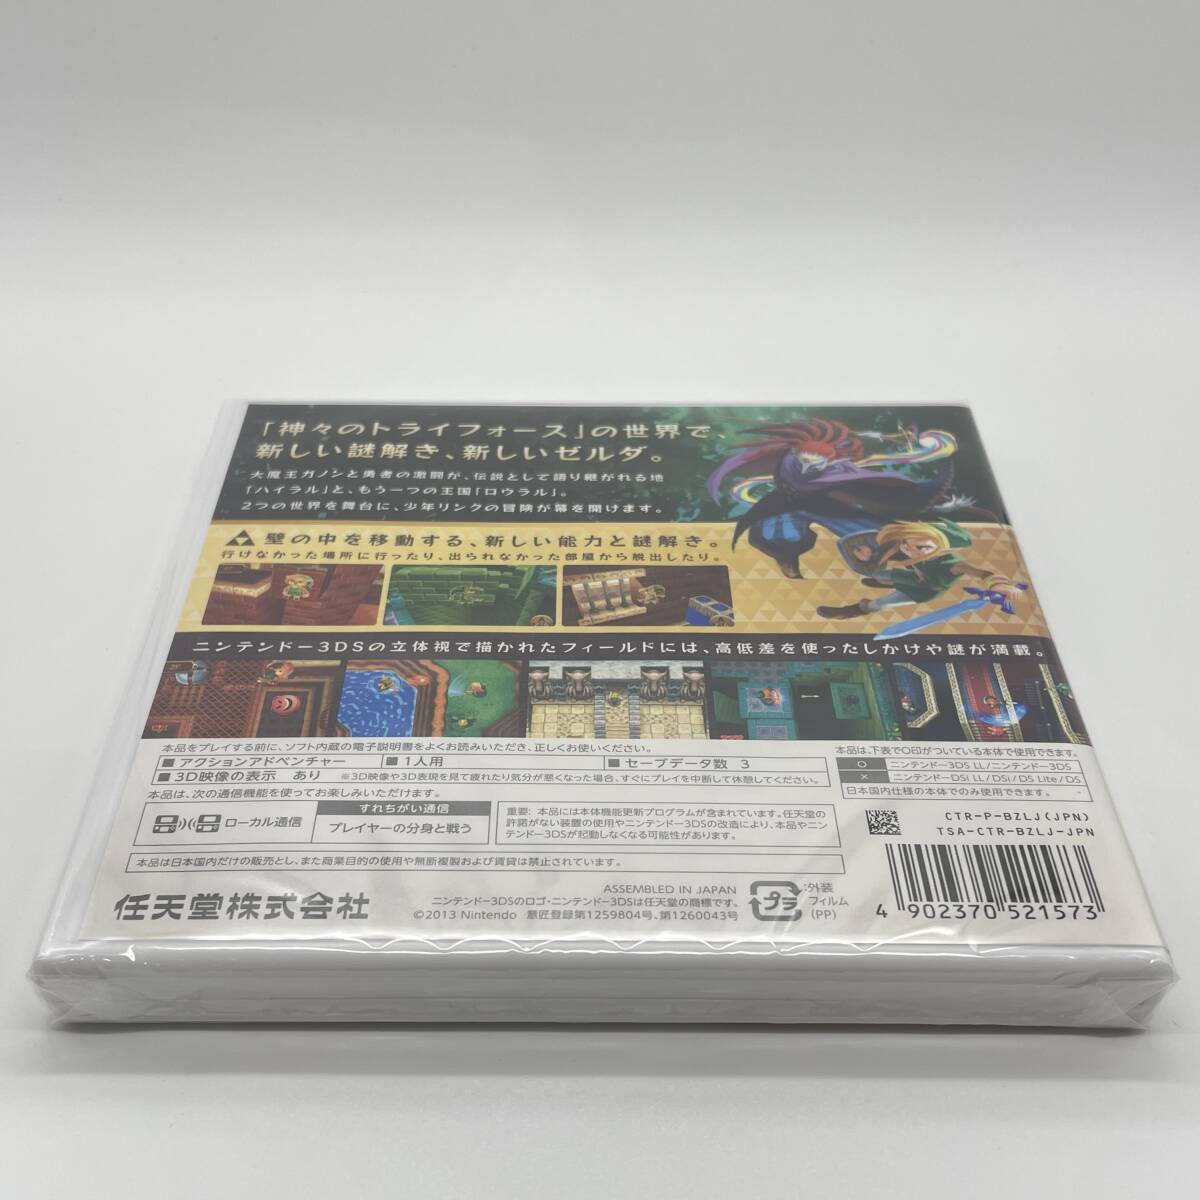 「神々のトライフォース」の世界で、
新しい謎解き、新しいゼルダ。
大魔王ガノンと勇者の激闘が、伝説として語り継がれる地
「ハイラル」と、もう一つの王国「ロウラル」。
2つの世界を舞台に、少年リンクの冒険が幕を開けます。
壁の中を移動する、新しい能力と謎解き。
行けなかった場所に行ったり、出られなかった部屋から脱出したり。
ニンテンドー3DSの立体視で描かれたフィールドには、高低差を使ったしかけや謎が満載。
本品をプレイする前に、ソフト内蔵の電子説明書をよくお読みいただき、正しくお使いください。
■アクションアドベンチャー ■1人用 ■セーブデータ数 3
■3D映像の表示 あり ※3D映像や3D表現を見て疲れたり気分が悪くなった場合、すぐにプレイを中断して休憩してください。
本品は、次の通信機能を使ってお楽しみいただけます。
ローカル通信
すれちがい通信
プレイヤーの分身と戦う
重要: 本品には本体機能更新プログラムが含まれています。任天堂の
許諾がない装置の使用やニンテンドー3DSの改造により、本品やニン
テンドー3DSが起動しなくなる可能性があります。
本品は、下表で○印がついている本体で使用できます。
○ ニンテンドー3DS LL/ニンテンドー3DS
× ニンテンドーDSi LL/DSi/DS Lite/DS
日本国内仕様の本体でのみ使用できます。
CTR-P-BZLJ(JPN)
TSA-CTR-BZLJ-JPN
本品は日本国内だけの販売とし、また商業目的の使用や無断複製および賃貸は禁止されています。
任天堂株式会社
ASSEMBLED IN JAPAN
ニンテンドー3DSのロゴ・ニンテンドー3DSは任天堂の商標です。
©2013 Nintendo 意匠登録第1259804号、第1260043号
プラ
:外装
フィルム
(PP)
4 902370 521573